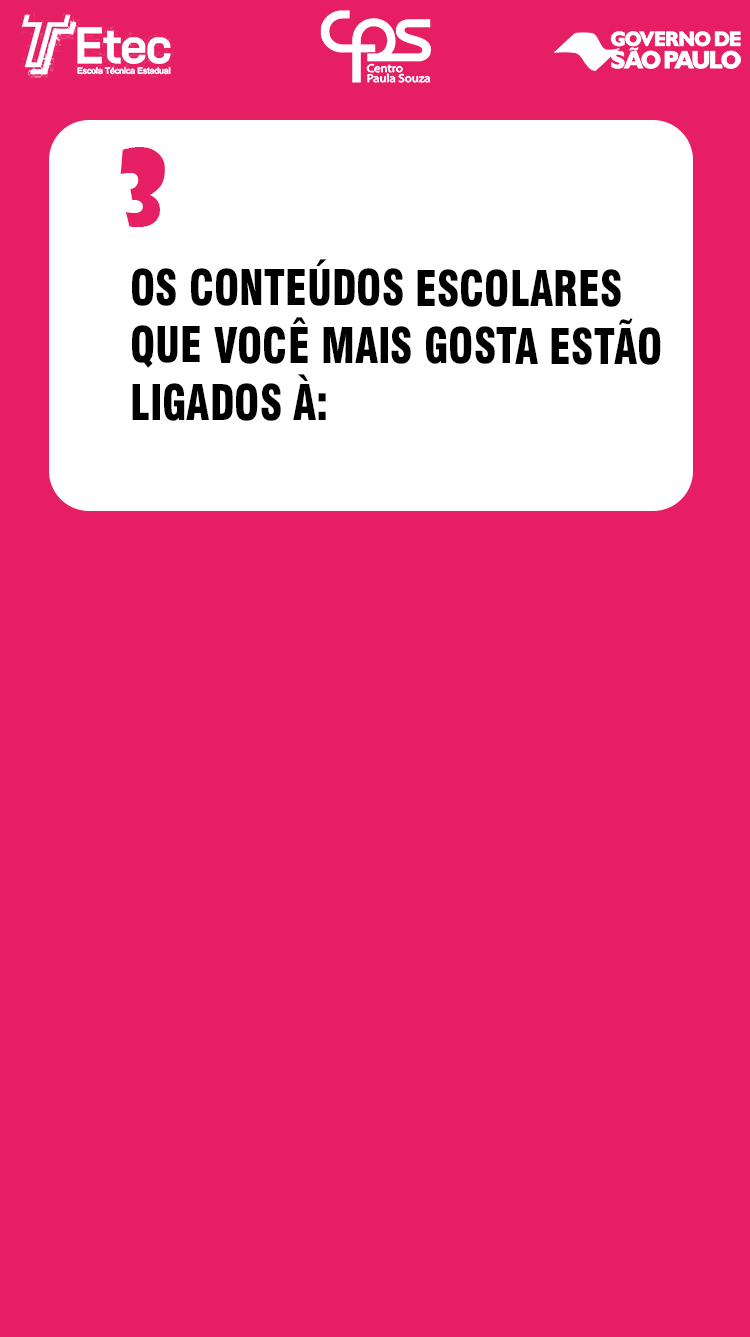 Etec
Escola Técnica Estadual
CPS
Centro
Paula Souza
GOVERNO DE
SÃO PAULO
3
OS CONTEÚDOS ESCOLARES
QUE VOCÊ MAIS GOSTA ESTÃO
LIGADOS À: